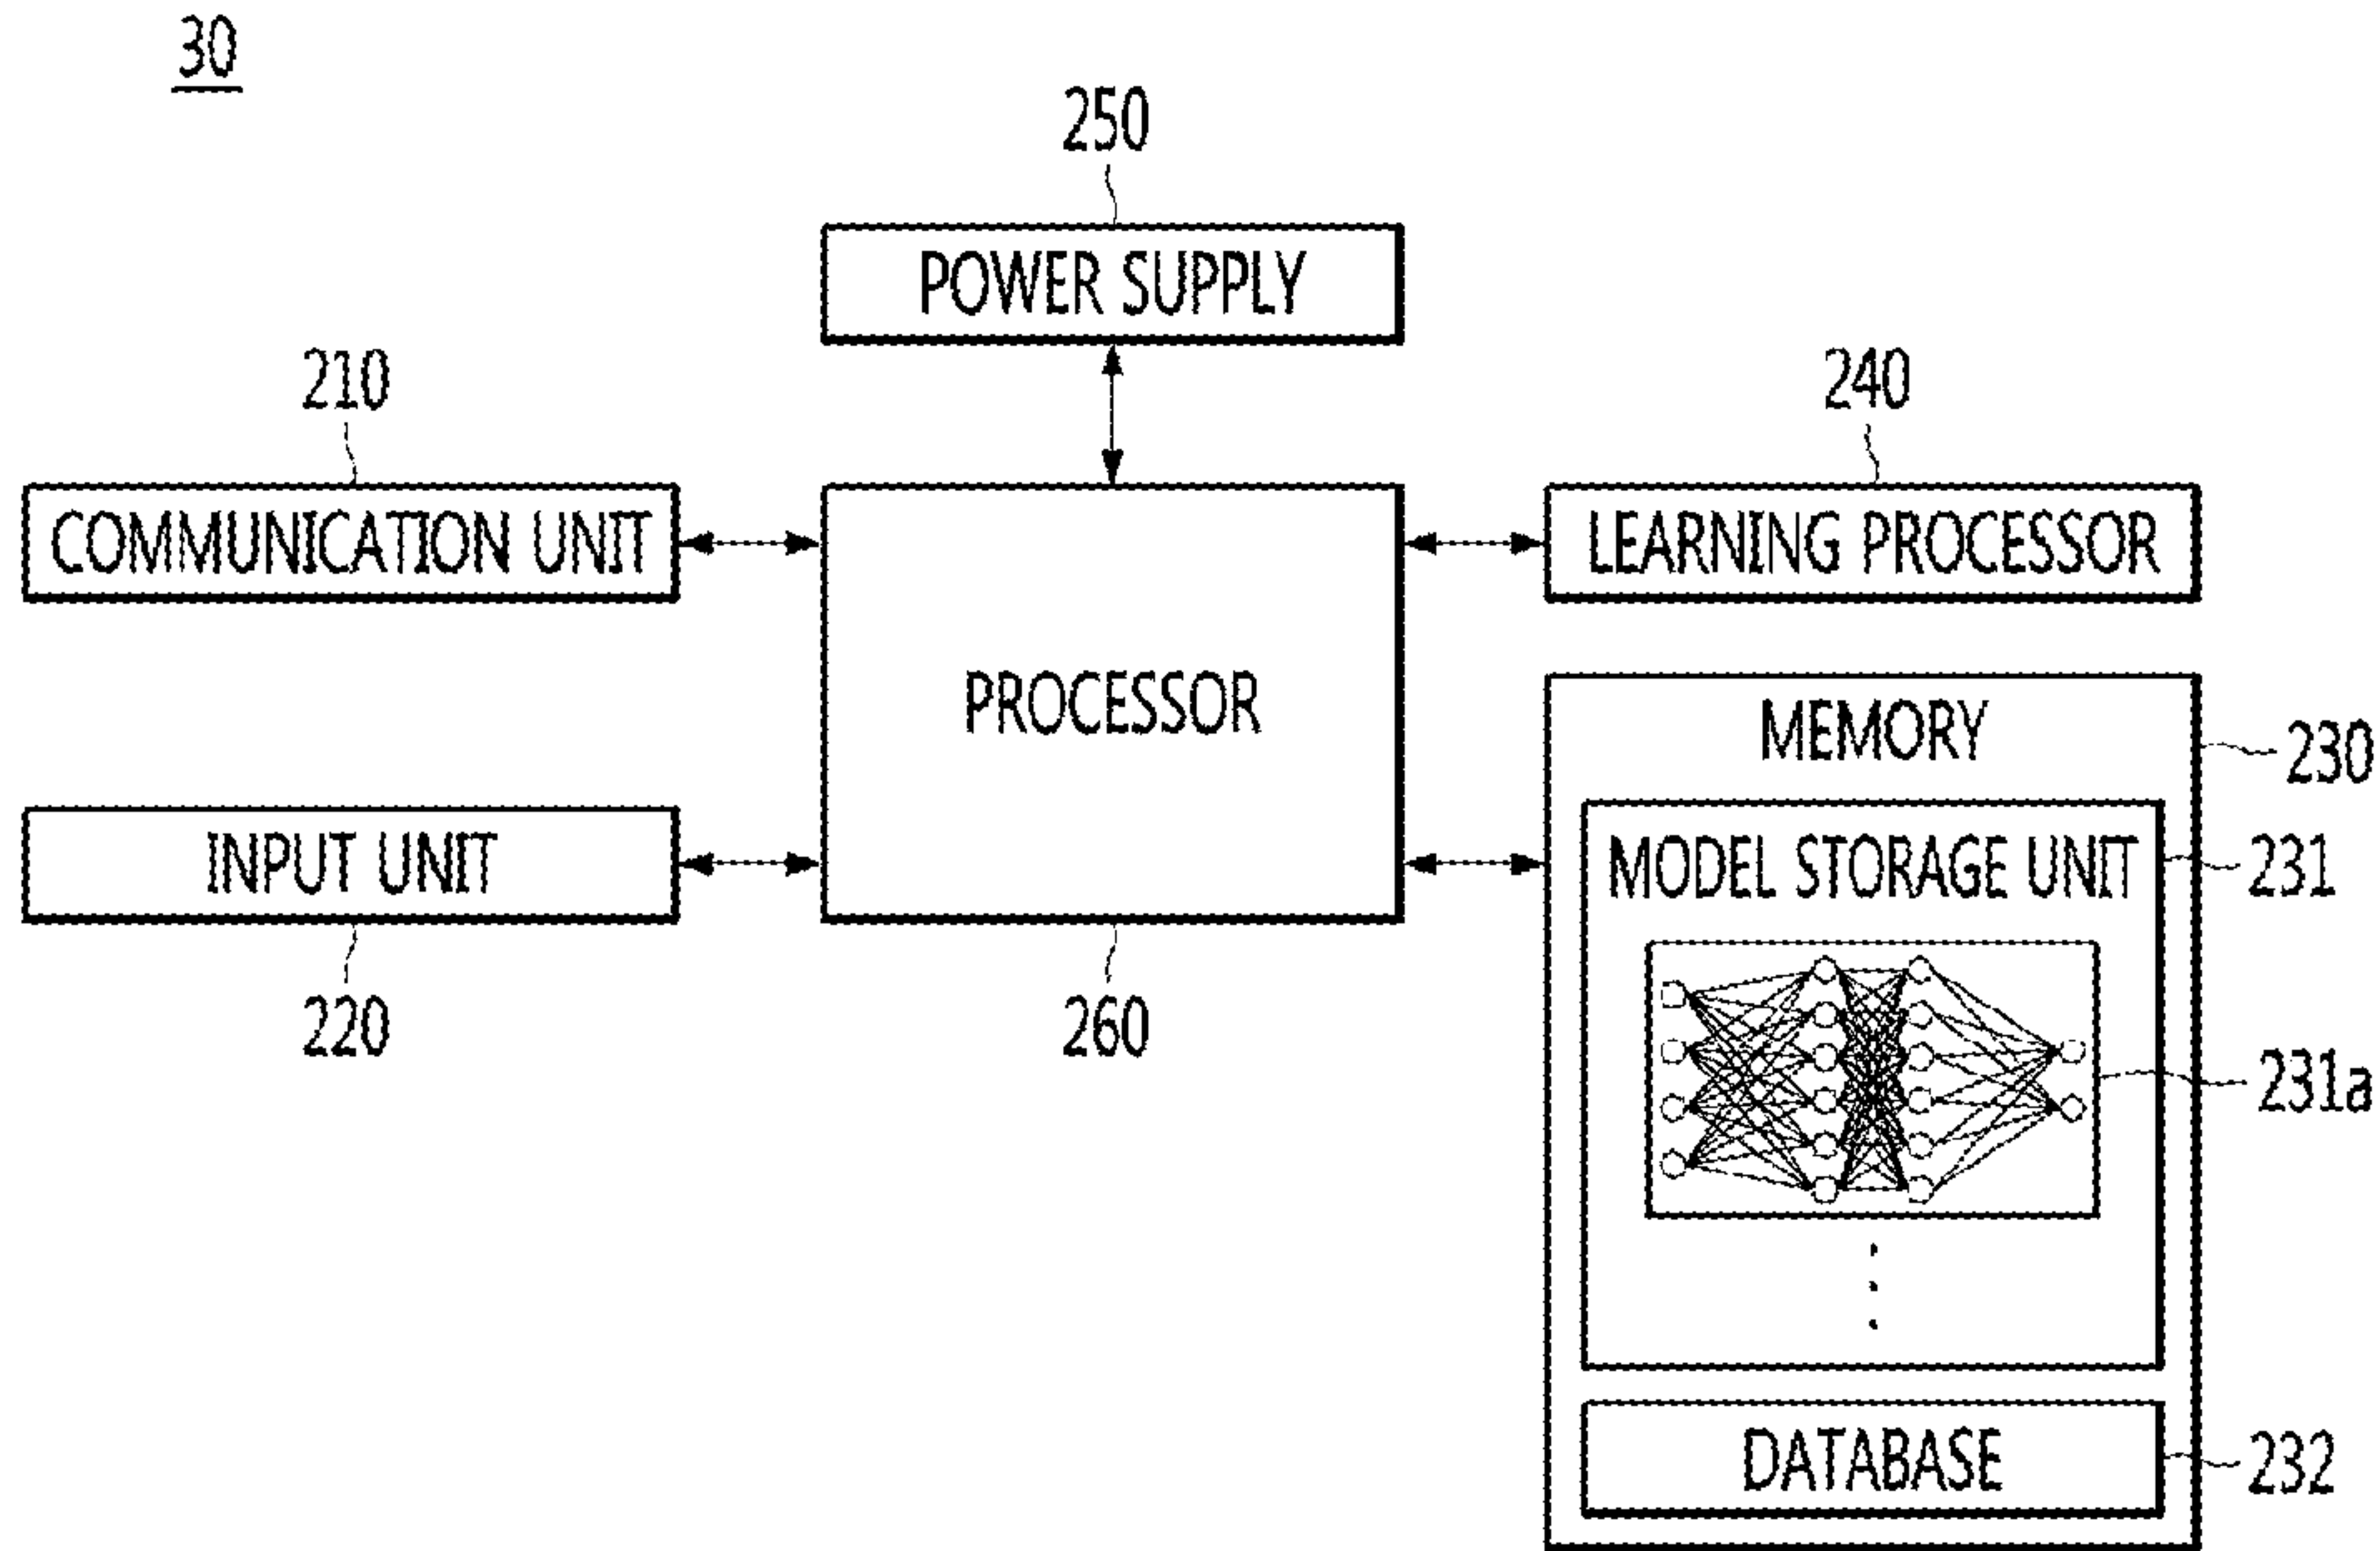 30
250
POWER SUPPLY
210
240
COMMUNICATION UNIT
LEARNING PROCESSOR
PROCESSOR
MEMORY
230
INPUT UNIT
MODEL STORAGE UNIT
231
220
260
231a
DATABASE
232